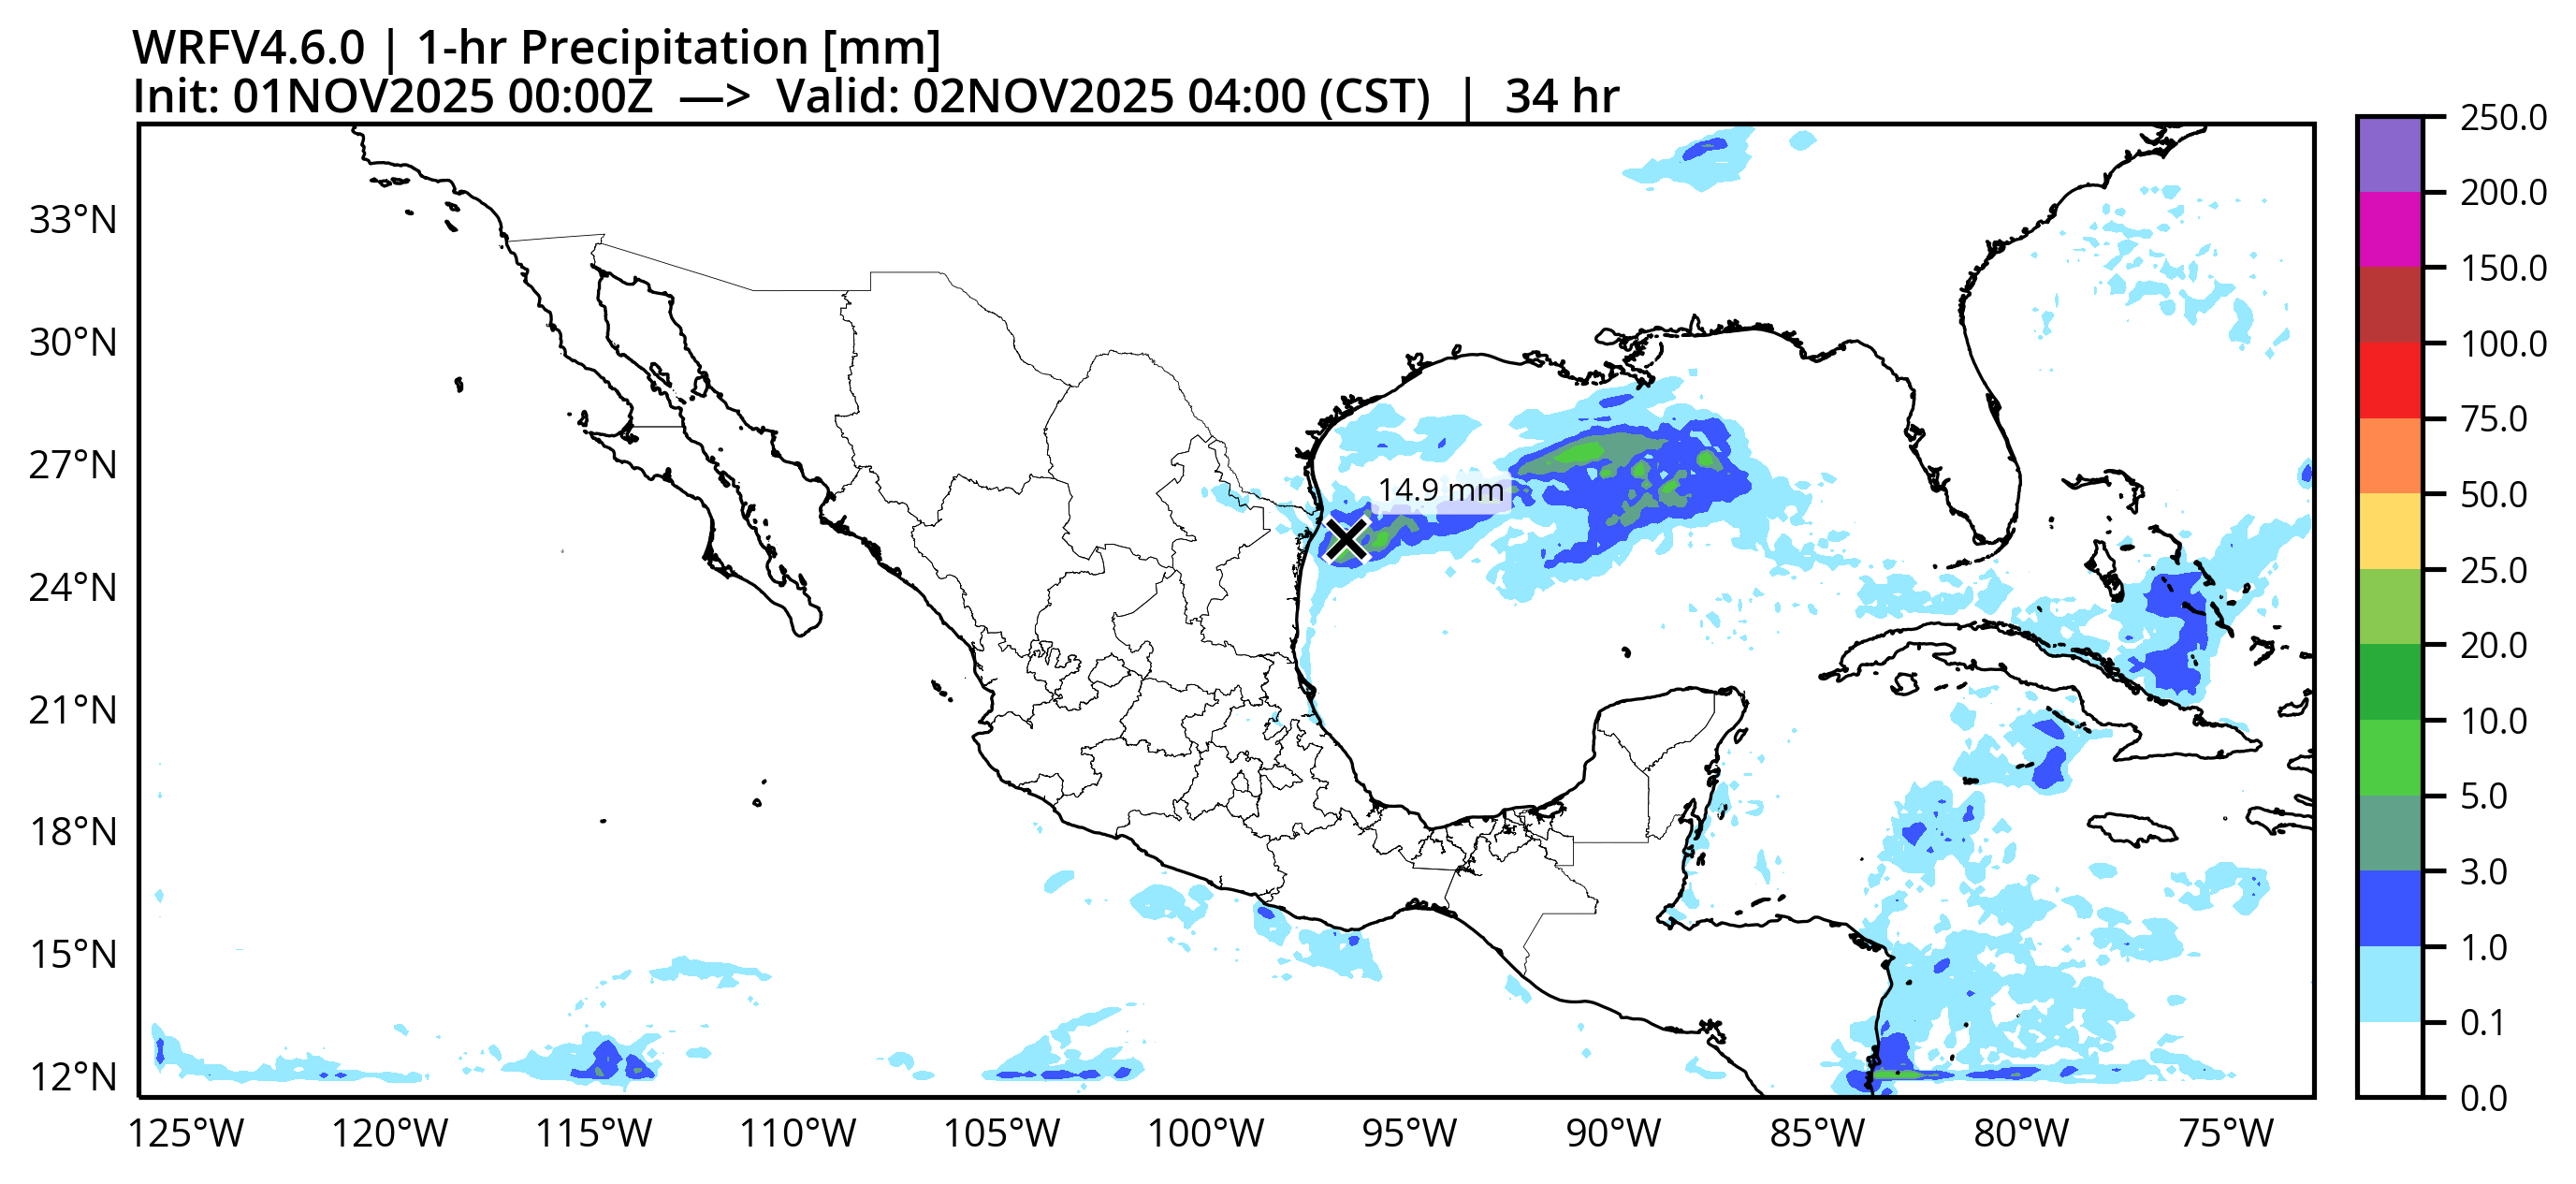 WRFV4.6.0 | 1-hr Precipitation [mm]
Init: 01NOV2025 00:00Z —> Valid: 02NOV2025 04:00 (CST) | 34 hr
33°N
30°N
27°N
24°N
21°N
18°N
15°N
12°N
14.9 mm
125°W 120°W 115°W 110°W 105°W 100°W 95°W 90°W 85°W 80°W 75°W
250.0
200.0
150.0
100.0
75.0
50.0
25.0
20.0
10.0
5.0
3.0
1.0
0.1
0.0